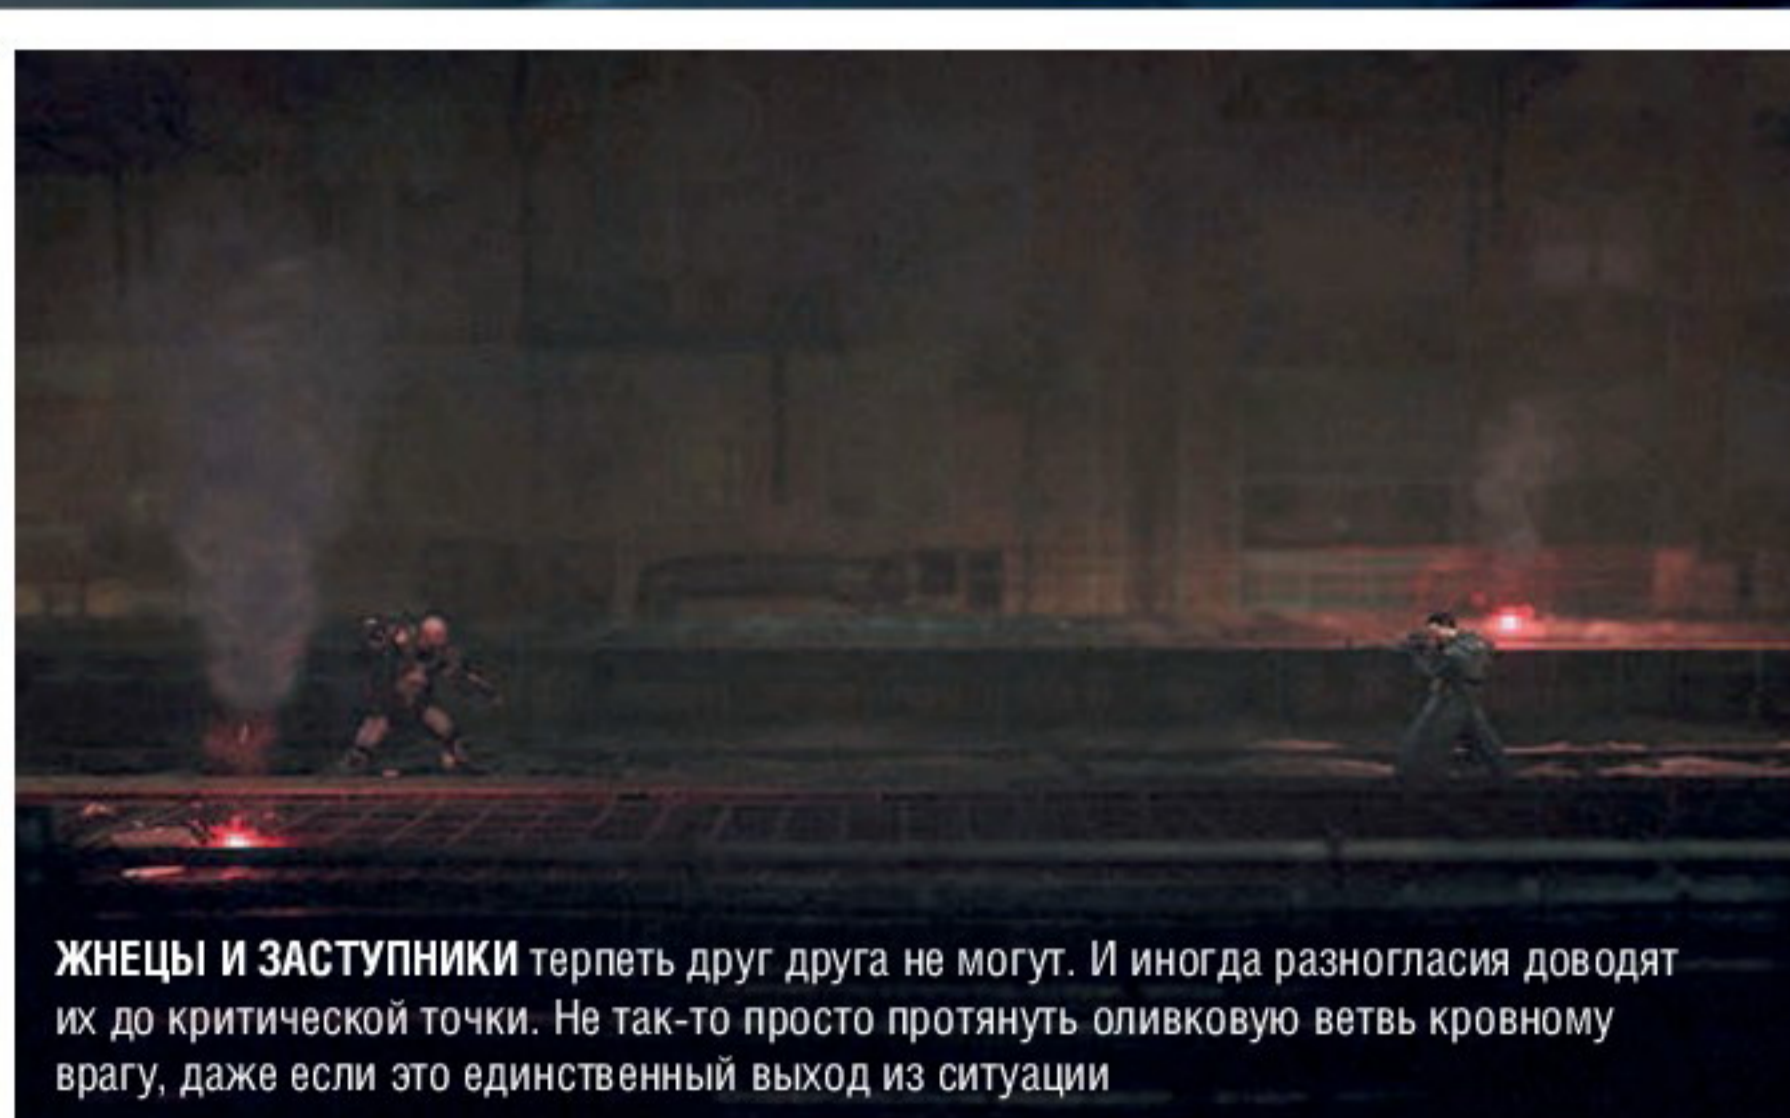 ЖНЕЦЫ И ЗАСТУПНИКИ терпеть друг друга не могут. И иногда разногласия доводят
их до критической точки. Не так-то просто протянуть оливковую ветвь кровному
врагу, даже если это единственный выход из ситуации